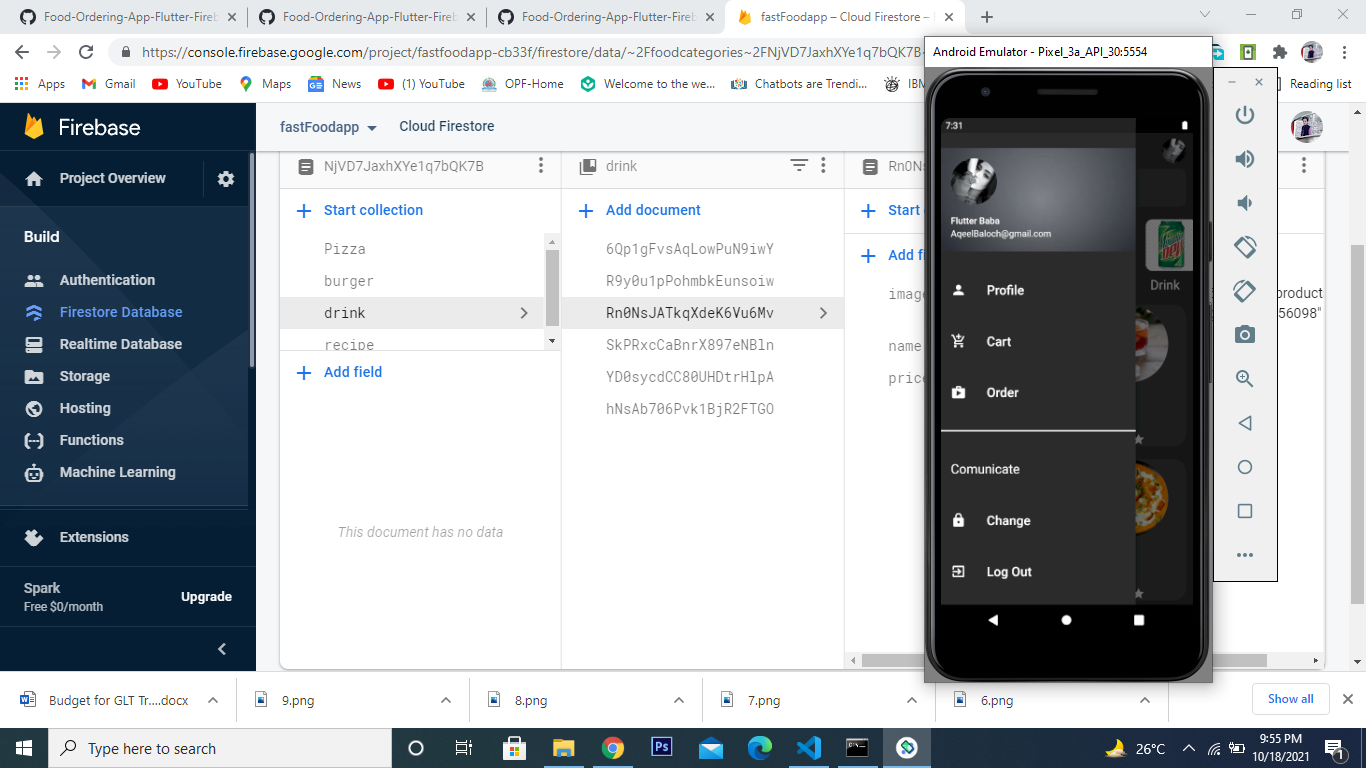 Food-Ordering-App-Flutter-Fireb
Food-Ordering-App-Flutter-Fireb
Food-Ordering-App-Flutter-Fireb
fastFoodapp – Cloud Firestore –
https://console.firebase.google.com/project/fastfoodapp-cb33f/firestore/data/~2Ffoodcategories~2FNjVD7JaxhXYe1q7bQK7B
Apps
Gmail
YouTube
Maps
News
(1) YouTube
OPF-Home
Welcome to the we...
Chatbots are Trendi...
IBM
Reading list
Firebase
Project Overview
Build
Authentication
Firestore Database
Realtime Database
Storage
Hosting
Functions
Machine Learning
Extensions
Spark
Free $0/month
Upgrade
fastFoodapp
Cloud Firestore
NjVD7JaxhXYe1q7bQK7B
Start collection
Pizza
burger
drink
recipe
Add field
This document has no data
drink
Add document
6Qp1gFvsAqLowPuN9iwY
R9y0u1pPohmbkEunsoiw
Rn0NsJATkqXdeK6Vu6Mv
SkPRxcCaBnrX897eNBln
YD0sycdCC80UHDtrHlpA
hNsAb706Pvk1BjR2FTGO
Rn0Ns
Start
Add fi
image
product
56098"
name
price
Android Emulator - Pixel_3a_API_30:5554
7:31
Flutter Baba
AqeelBaloch@gmail.com
Profile
Cart
Order
Comunicate
Change
Log Out
Drink
Budget for GLT Tr....docx
9.png
8.png
7.png
6.png
Show all
Type here to search
Ps
26°C
9:55 PM
10/18/2021
1